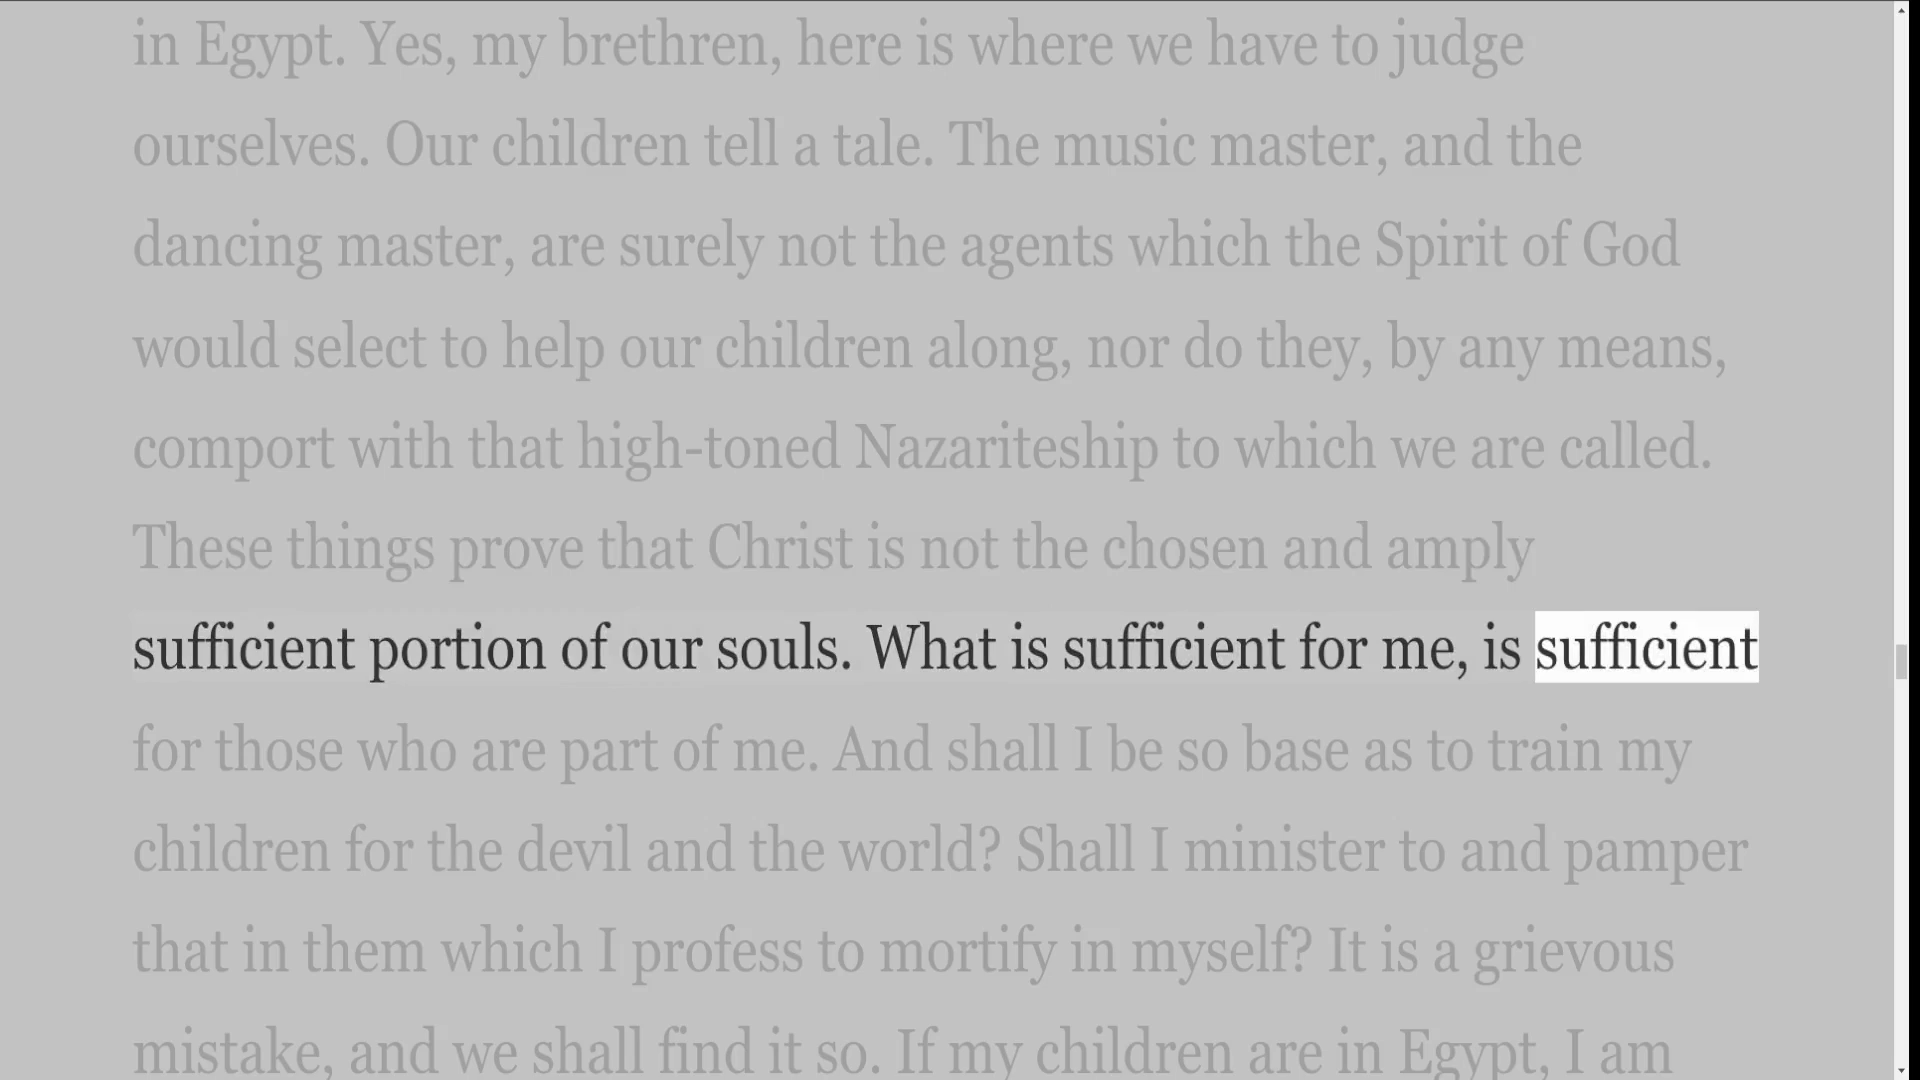 in Egypt. Yes, my brethren, here is where we have to judge
ourselves. Our children tell a tale. The music master, and the
dancing master, are surely not the agents which the Spirit of God
would select to help our children along, nor do they, by any means,
comport with that high-toned Nazariteship to which we are called.
These things prove that Christ is not the chosen and amply
sufficient portion of our souls. What is sufficient for me, is sufficient
for those who are part of me. And shall I be so base as to train my
children for the devil and the world? Shall I minister to and pamper
that in them which I profess to mortify in myself? It is a grievous
mistake, and we shall find it so. If my children are in Egypt, I am